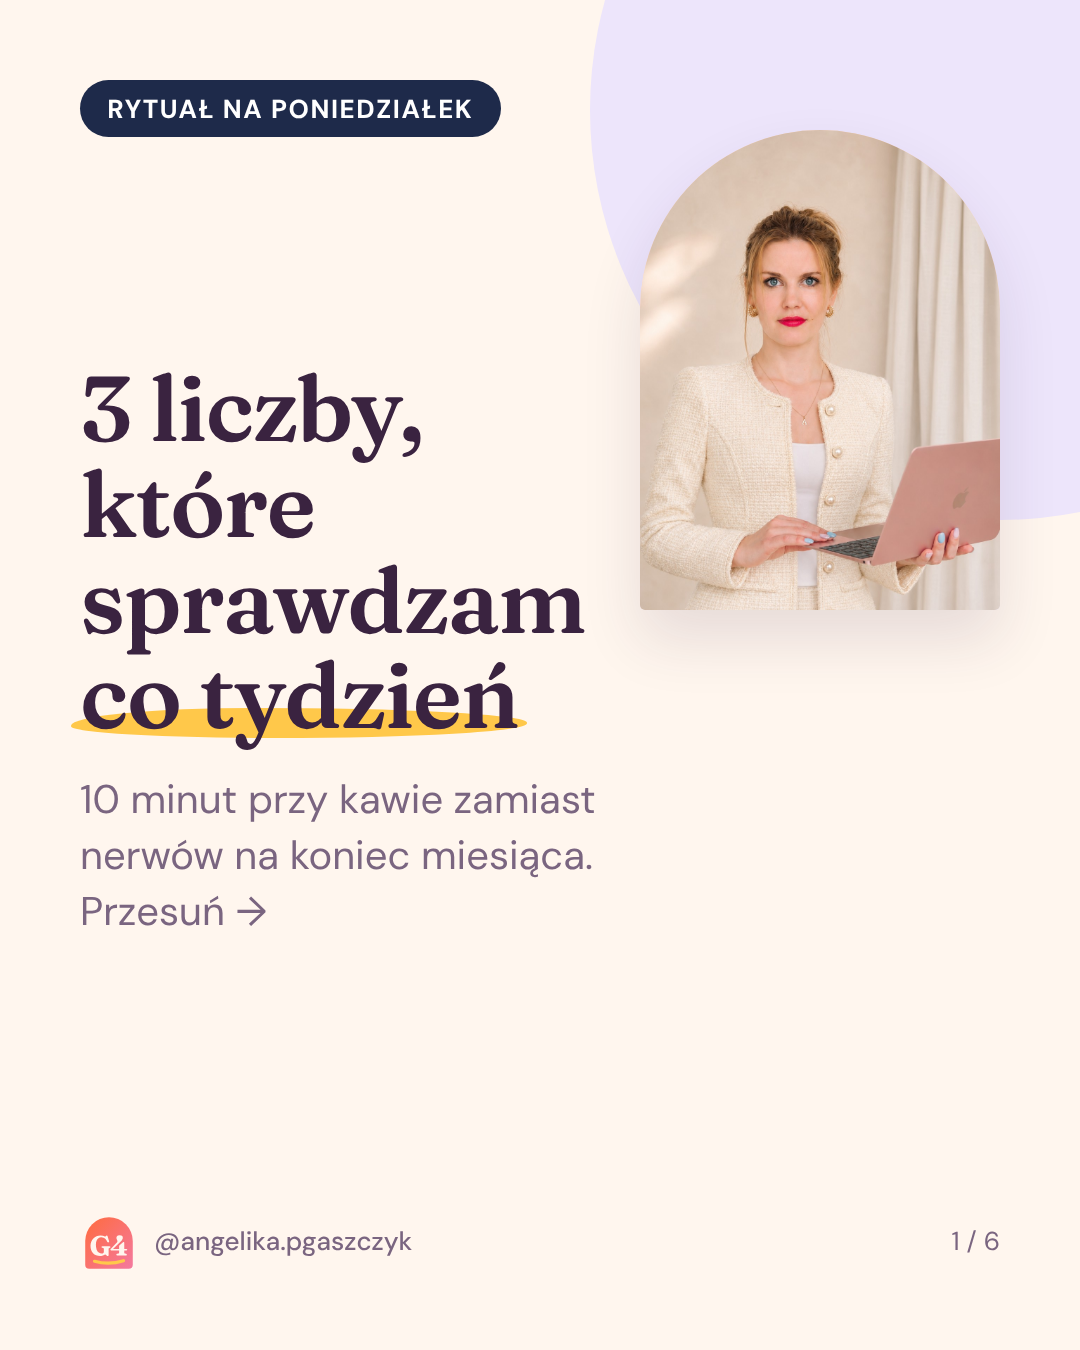 RYTUAŁ NA PONIEDZIAŁEK
3 liczby,
które
sprawdzam
co tydzień
10 minut przy kawie zamiast
nerwów na koniec miesiąca.
Przesuń →
G4
@angelika.pgaszczyk
1 / 6